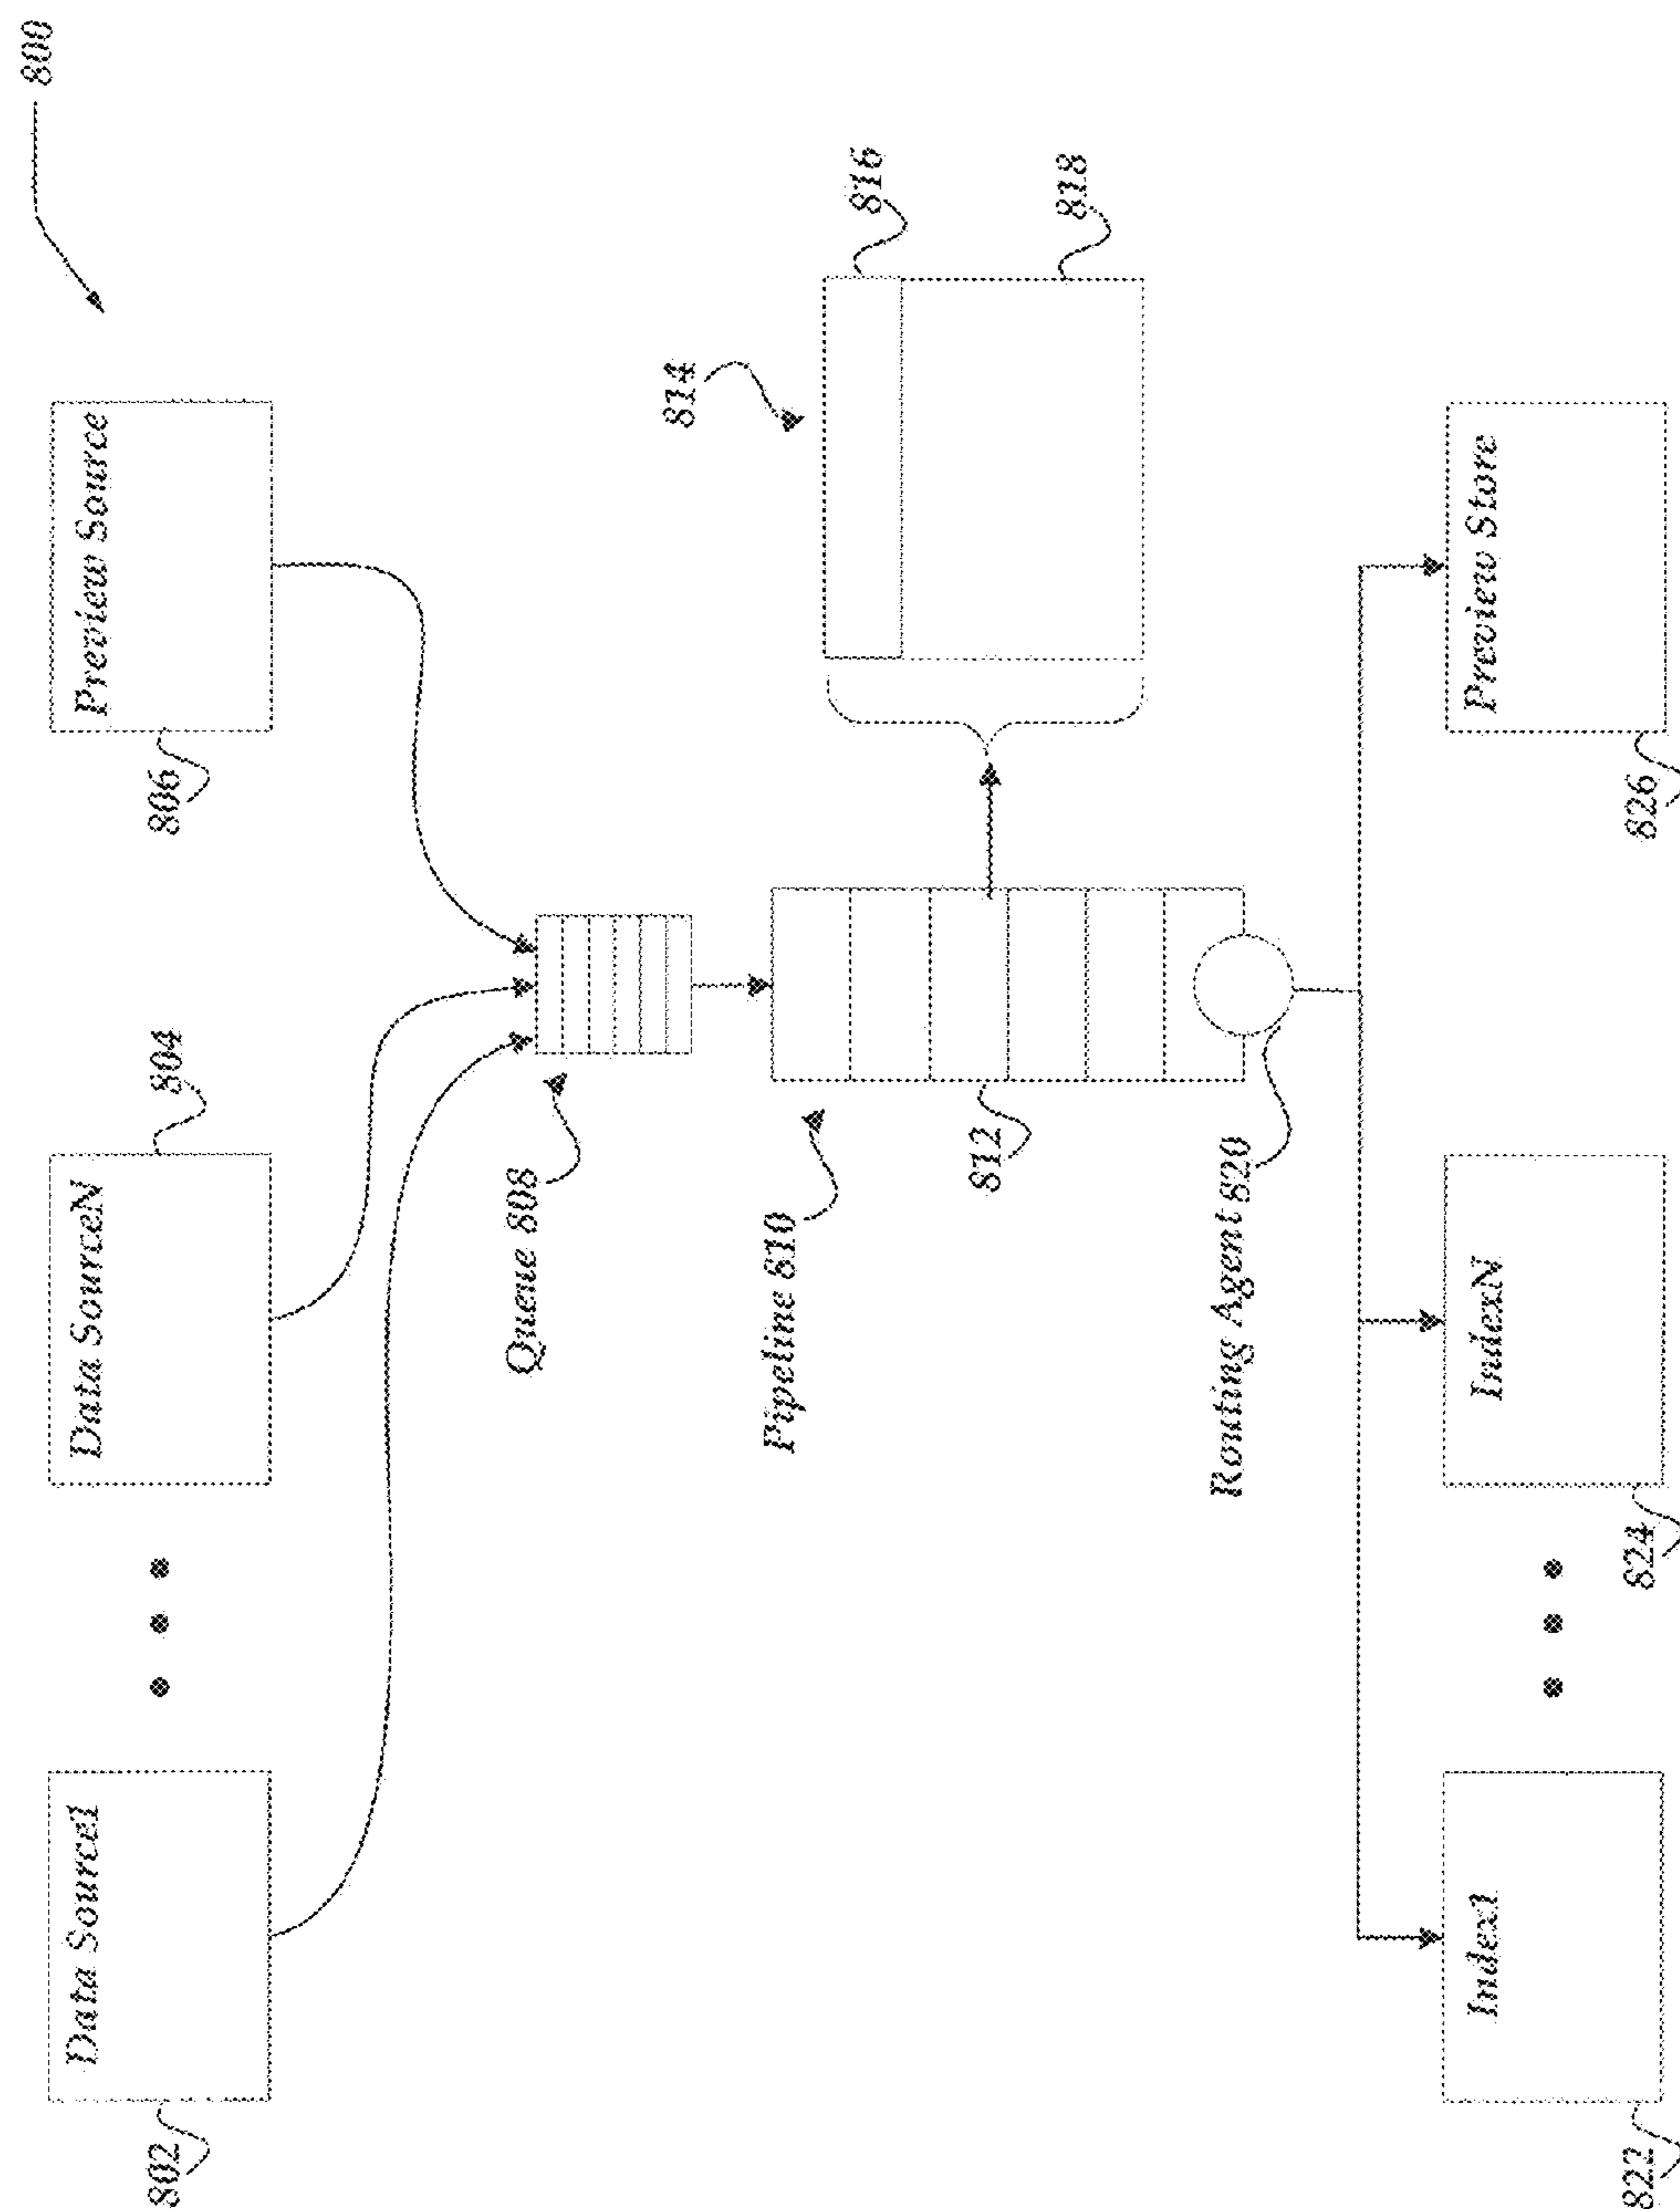 800
Data Source1
Data SourceN
Preview Source
802
804
806
Queue 808
814
816
Pipeline 810
812
818
Routing Agent 820
Index1
IndexN
Preview Store
822
824
826